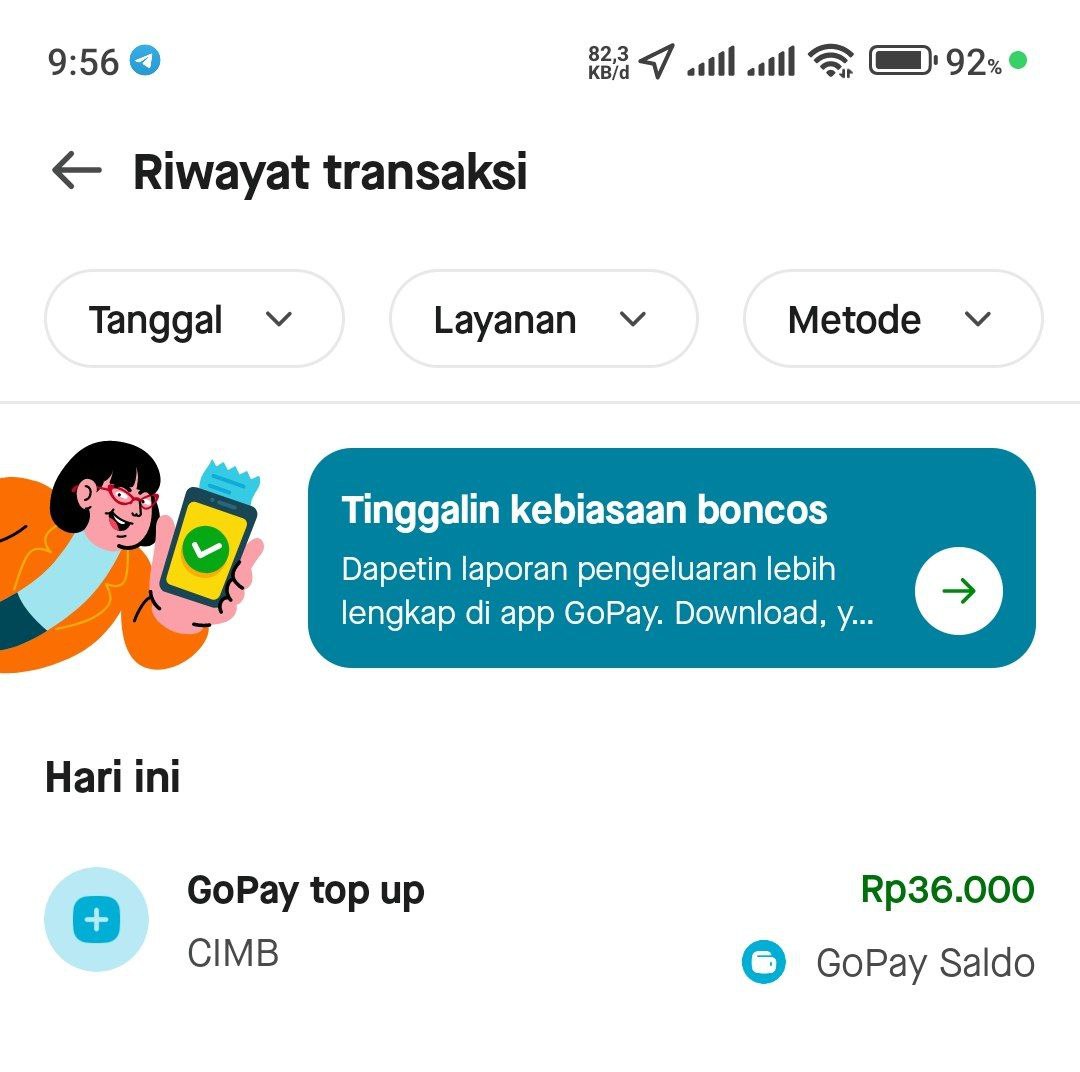 9:56 82,3 KB/d 92%
Riwayat transaksi
Tanggal Layanan Metode
Tinggalin kebiasaan boncos
Dapetin laporan pengeluaran lebih
lengkap di app GoPay. Download, y...
Hari ini
GoPay top up Rp36.000
CIMB GoPay Saldo